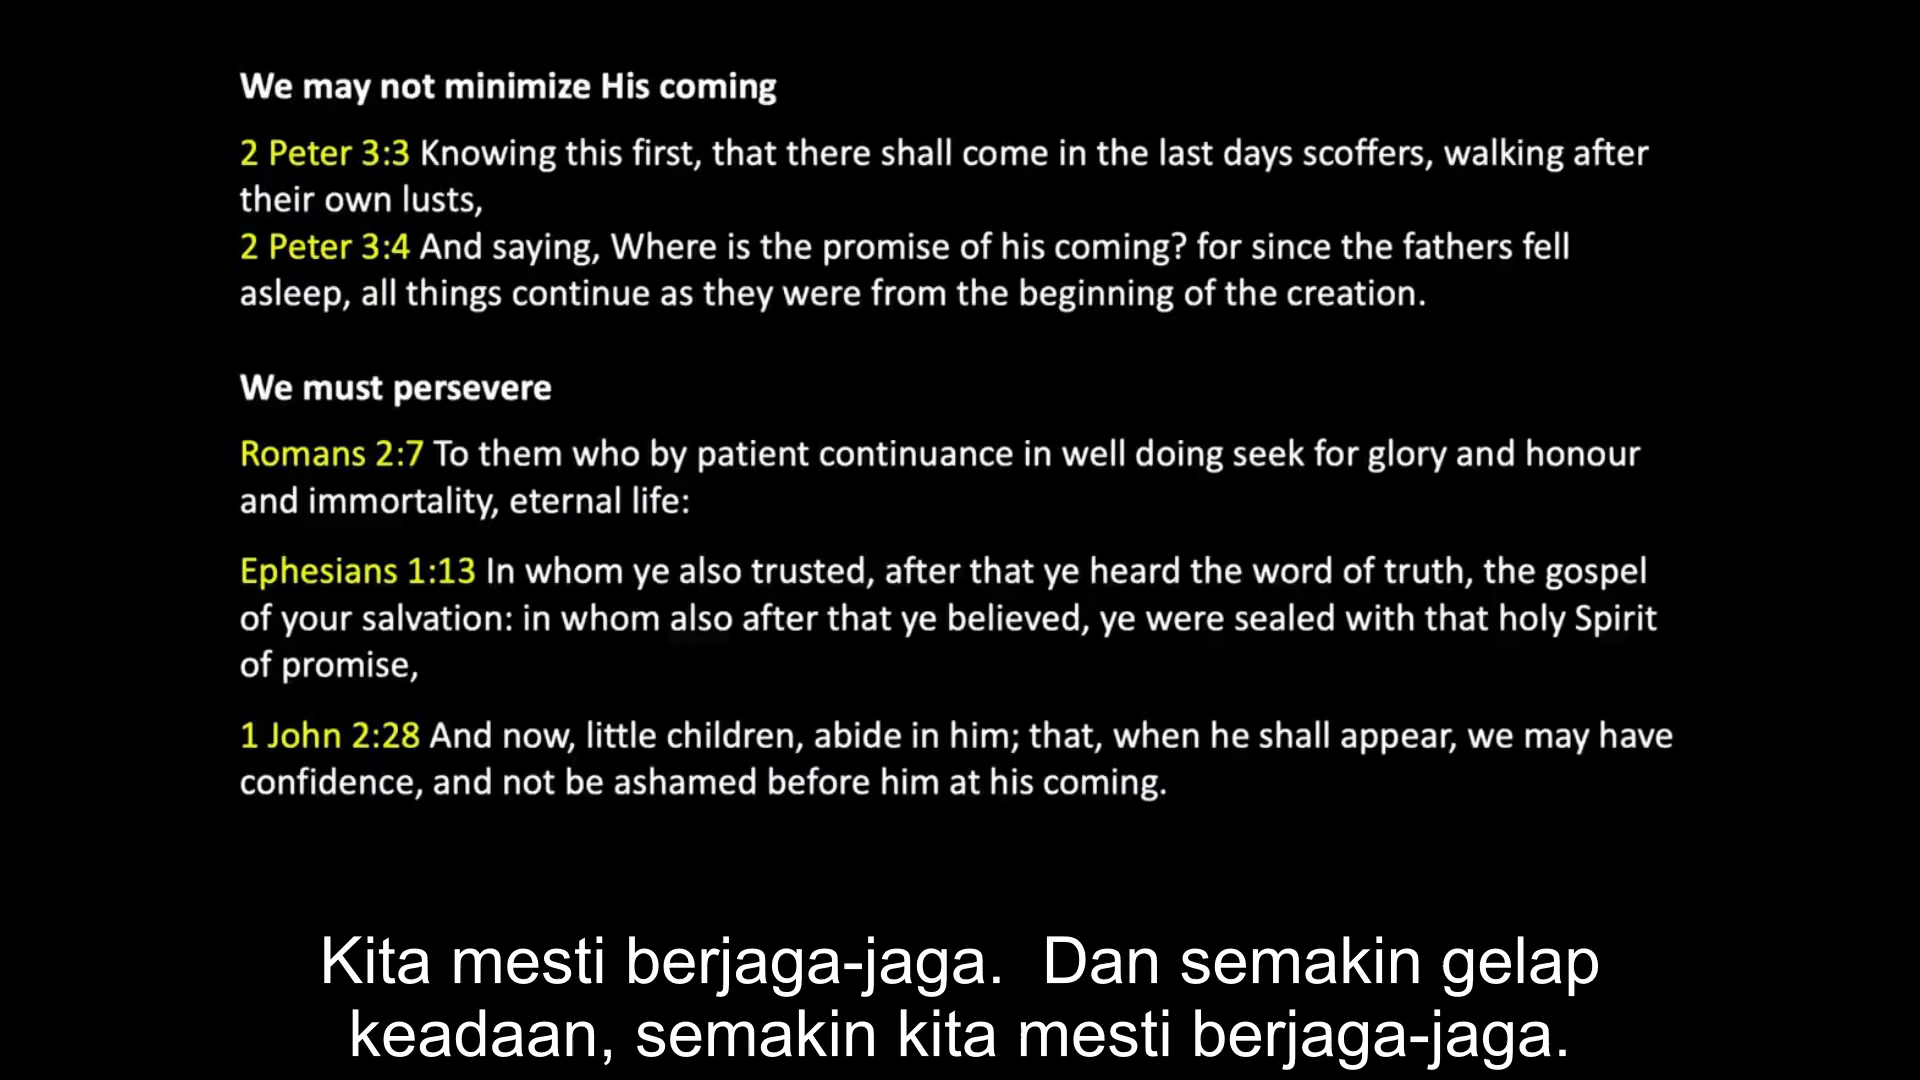 We may not minimize His coming
2 Peter 3:3 Knowing this first, that there shall come in the last days scoffers, walking after
their own lusts,
2 Peter 3:4 And saying, Where is the promise of his coming? for since the fathers fell
asleep, all things continue as they were from the beginning of the creation.
We must persevere
Romans 2:7 To them who by patient continuance in well doing seek for glory and honour
and immortality, eternal life:
Ephesians 1:13 In whom ye also trusted, after that ye heard the word of truth, the gospel
of your salvation: in whom also after that ye believed, ye were sealed with that holy Spirit
of promise,
1 John 2:28 And now, little children, abide in him; that, when he shall appear, we may have
confidence, and not be ashamed before him at his coming.
Kita mesti berjaga-jaga.  Dan semakin gelap
keadaan, semakin kita mesti berjaga-jaga.